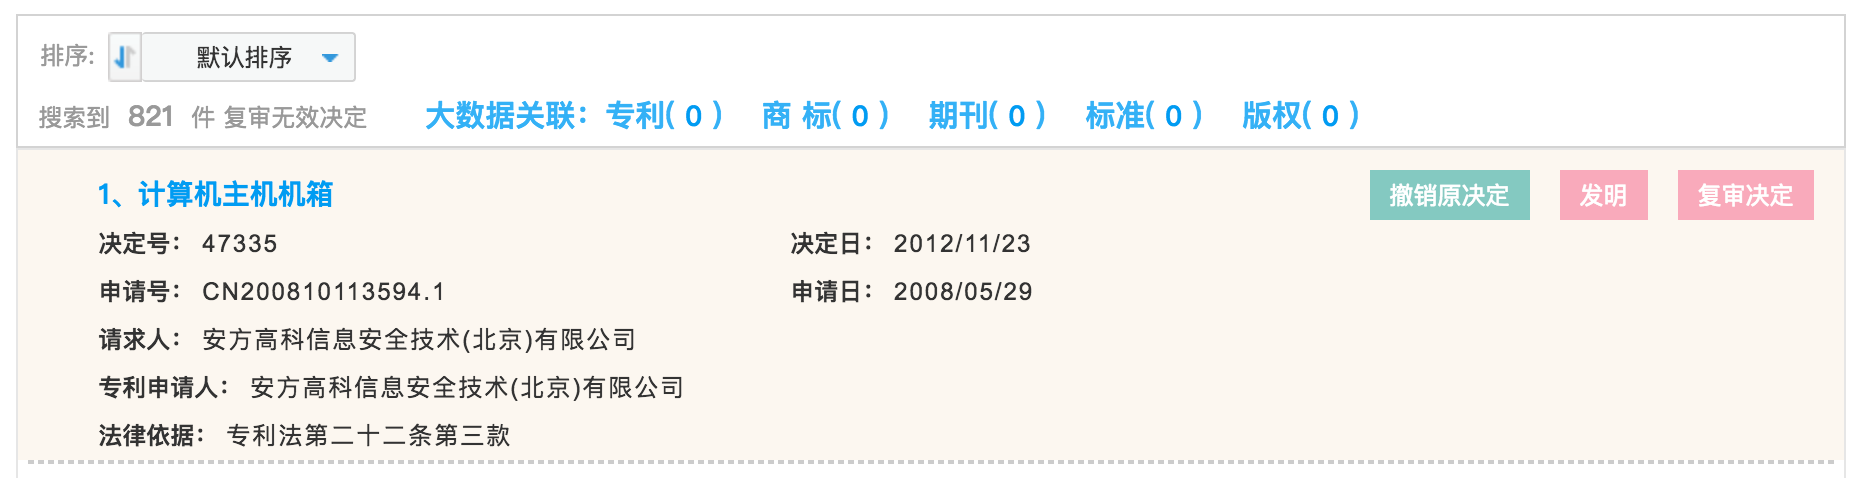 排序: 默认排序
搜索到 821 件 复审无效决定 大数据关联：专利( 0 ) 商 标( 0 ) 期刊( 0 ) 标准( 0 ) 版权( 0 )
1、计算机主机机箱 撤销原决定 发明 复审决定
决定号： 47335 决定日： 2012/11/23
申请号： CN200810113594.1 申请日： 2008/05/29
请求人： 安方高科信息安全技术(北京)有限公司
专利申请人： 安方高科信息安全技术(北京)有限公司
法律依据： 专利法第二十二条第三款